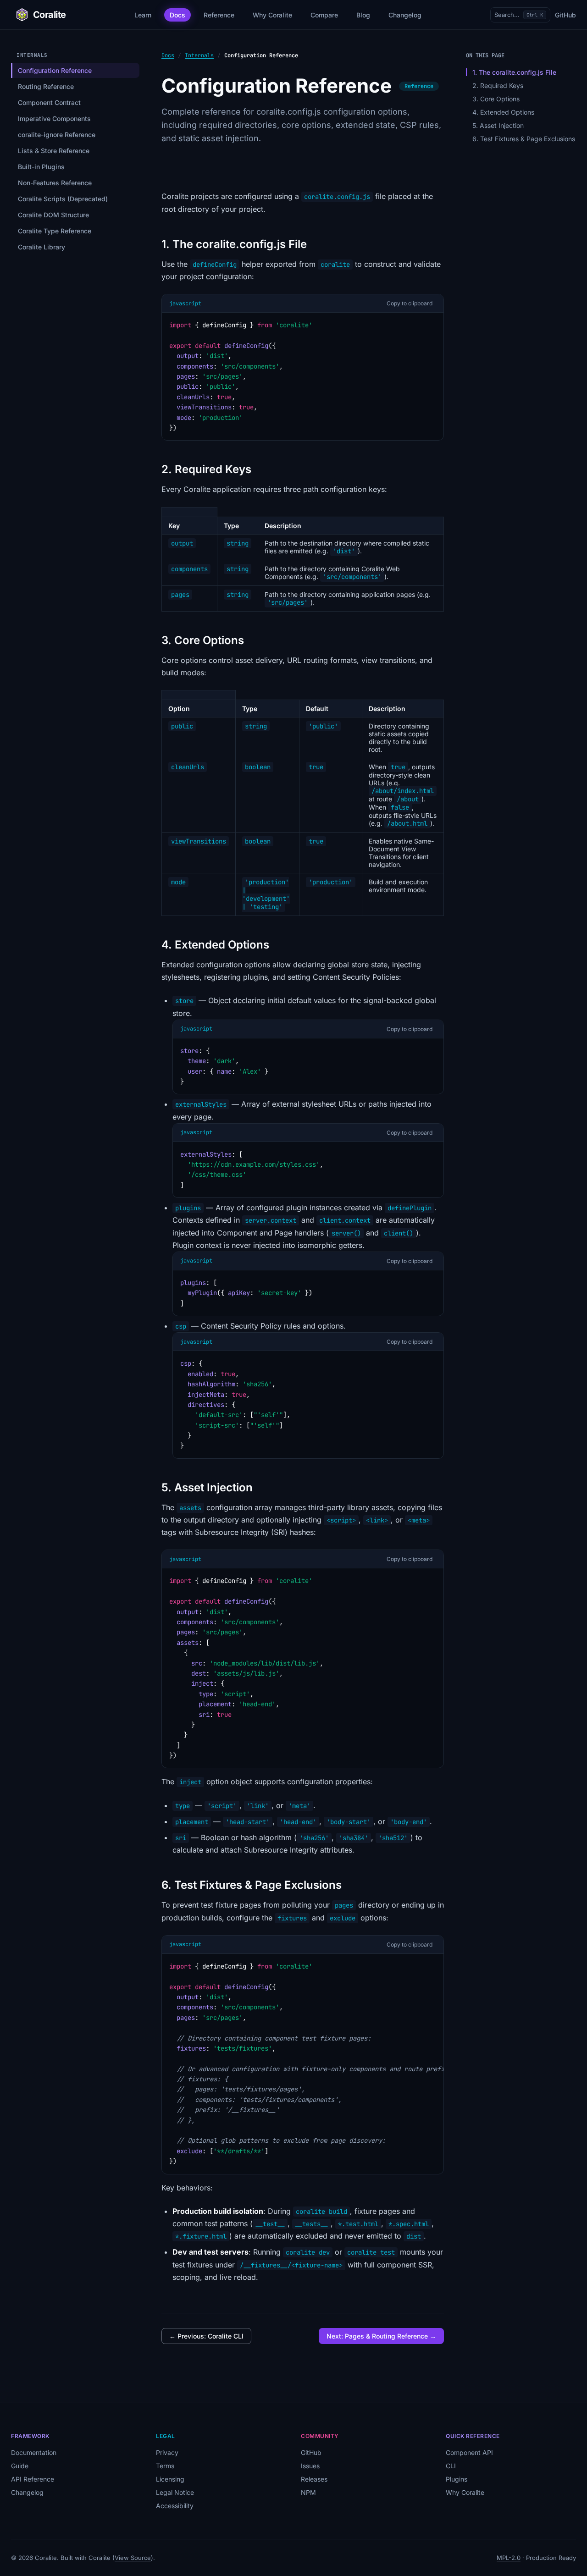 Coralite
Learn
Docs
Reference
Why Coralite
Compare
Blog
Changelog
Search...
Ctrl K
GitHub
INTERNALS
Configuration Reference
Routing Reference
Component Contract
Imperative Components
coralite-ignore Reference
Lists & Store Reference
Built-in Plugins
Non-Features Reference
Coralite Scripts (Deprecated)
Coralite DOM Structure
Coralite Type Reference
Coralite Library
Docs / Internals / Configuration Reference
Configuration Reference
Reference
Complete reference for coralite.js configuration options,
including required directories, core options, extended state, CSP rules,
and static asset injection.
Coralite projects are configured using a coralite.config.js file placed at the
root directory of your project.
1. The coralite.config.js File
Use the defineConfig helper exported from coralite to construct and validate
your project configuration:
javascript
Copy to clipboard
import { defineConfig } from 'coralite'
export default defineConfig({
output: 'dist',
components: 'src/components',
pages: 'src/pages',
public: 'public',
cleanUrls: true,
viewTransitions: true,
mode: 'production'
})
2. Required Keys
Every Coralite application requires three path configuration keys:
Key Type Description
output string Path to the destination directory where compiled static
files are emitted (e.g. 'dist' ).
components string Path to the directory containing Coralite Web
Components (e.g. 'src/components' ).
pages string Path to the directory containing application pages (e.g.
'src/pages' ).
3. Core Options
Core options control asset delivery, URL routing formats, view transitions, and
build modes:
Option Type Default Description
public string 'public' Directory containing
static assets copied
directly to the build
root.
cleanUrls boolean true When true , outputs
directory-style clean
URLs (e.g.
/about/index.html
at route /about ).
When false ,
outputs file-style URLs
(e.g. /about.html ).
viewTransitions boolean true Enables native Same-
Document View
Transitions for client
navigation.
mode 'production' 'production' Build and execution
| environment mode.
'development'
| 'testing'
4. Extended Options
Extended configuration options allow declaring global store state, injecting
stylesheets, registering plugins, and setting Content Security Policies:
store — Object declaring initial default values for the signal-backed global
store.
javascript
Copy to clipboard
store: {
theme: 'dark',
user: { name: 'Alex' }
}
externalStyles — Array of external stylesheet URLs or paths injected into
every page.
javascript
Copy to clipboard
externalStyles: [
'https://cdn.example.com/styles.css',
'/css/theme.css'
]
plugins — Array of configured plugin instances created via definePlugin .
Contexts defined in server.context and client.context are automatically
injected into Component and Page handlers ( server() and client() ).
Plugin context is never injected into isomorphic getters.
javascript
Copy to clipboard
plugins: [
myPlugin({ apiKey: 'secret-key' })
]
csp — Content Security Policy rules and options.
javascript
Copy to clipboard
csp: {
enabled: true,
hashAlgorithm: 'sha256',
injectMeta: true,
directives: {
'default-src': ["'self'"],
'script-src': ["'self'"]
}
}
5. Asset Injection
The assets configuration array manages third-party library assets, copying files
to the output directory and optionally injecting <script> , <link> , or <meta>
tags with Subresource Integrity (SRI) hashes:
javascript
Copy to clipboard
import { defineConfig } from 'coralite'
export default defineConfig({
output: 'dist',
components: 'src/components',
pages: 'src/pages',
assets: [
{
src: 'node_modules/lib/dist/lib.js',
dest: 'assets/js/lib.js',
inject: {
type: 'script',
placement: 'head-end',
sri: true
}
}
]
})
The inject option object supports configuration properties:
type — 'script' , 'link' , or 'meta' .
placement — 'head-start' , 'head-end' , 'body-start' , or 'body-end' .
sri — Boolean or hash algorithm ( 'sha256' , 'sha384' , 'sha512' ) to
calculate and attach Subresource Integrity attributes.
6. Test Fixtures & Page Exclusions
To prevent test fixture pages from polluting your pages directory or ending up in
production builds, configure the fixtures and exclude options:
javascript
Copy to clipboard
import { defineConfig } from 'coralite'
export default defineConfig({
output: 'dist',
components: 'src/components',
pages: 'src/pages',
// Directory containing component test fixture pages:
fixtures: 'tests/fixtures',
// Or advanced configuration with fixture-only components and route prefi
// fixtures: {
// pages: 'tests/fixtures/pages',
// components: 'tests/fixtures/components',
// prefix: '/__fixtures__'
// },
// Optional glob patterns to exclude from page discovery:
exclude: ['**/drafts/**']
})
Key behaviors:
Production build isolation: During coralite build , fixture pages and
common test patterns ( __test__ , __tests__ , *.test.html , *.spec.html ,
*.fixture.html ) are automatically excluded and never emitted to dist .
Dev and test servers: Running coralite dev or coralite test mounts your
test fixtures under /__fixtures__/<fixture-name> with full component SSR,
scoping, and live reload.
← Previous: Coralite CLI
Next: Pages & Routing Reference →
ON THIS PAGE
1. The coralite.config.js File
2. Required Keys
3. Core Options
4. Extended Options
5. Asset Injection
6. Test Fixtures & Page Exclusions
FRAMEWORK
Documentation
Guide
API Reference
Changelog
LEGAL
Privacy
Terms
Licensing
Legal Notice
Accessibility
COMMUNITY
GitHub
Issues
Releases
NPM
QUICK REFERENCE
Component API
CLI
Plugins
Why Coralite
© 2026 Coralite. Built with Coralite (View Source).
MPL-2.0 · Production Ready